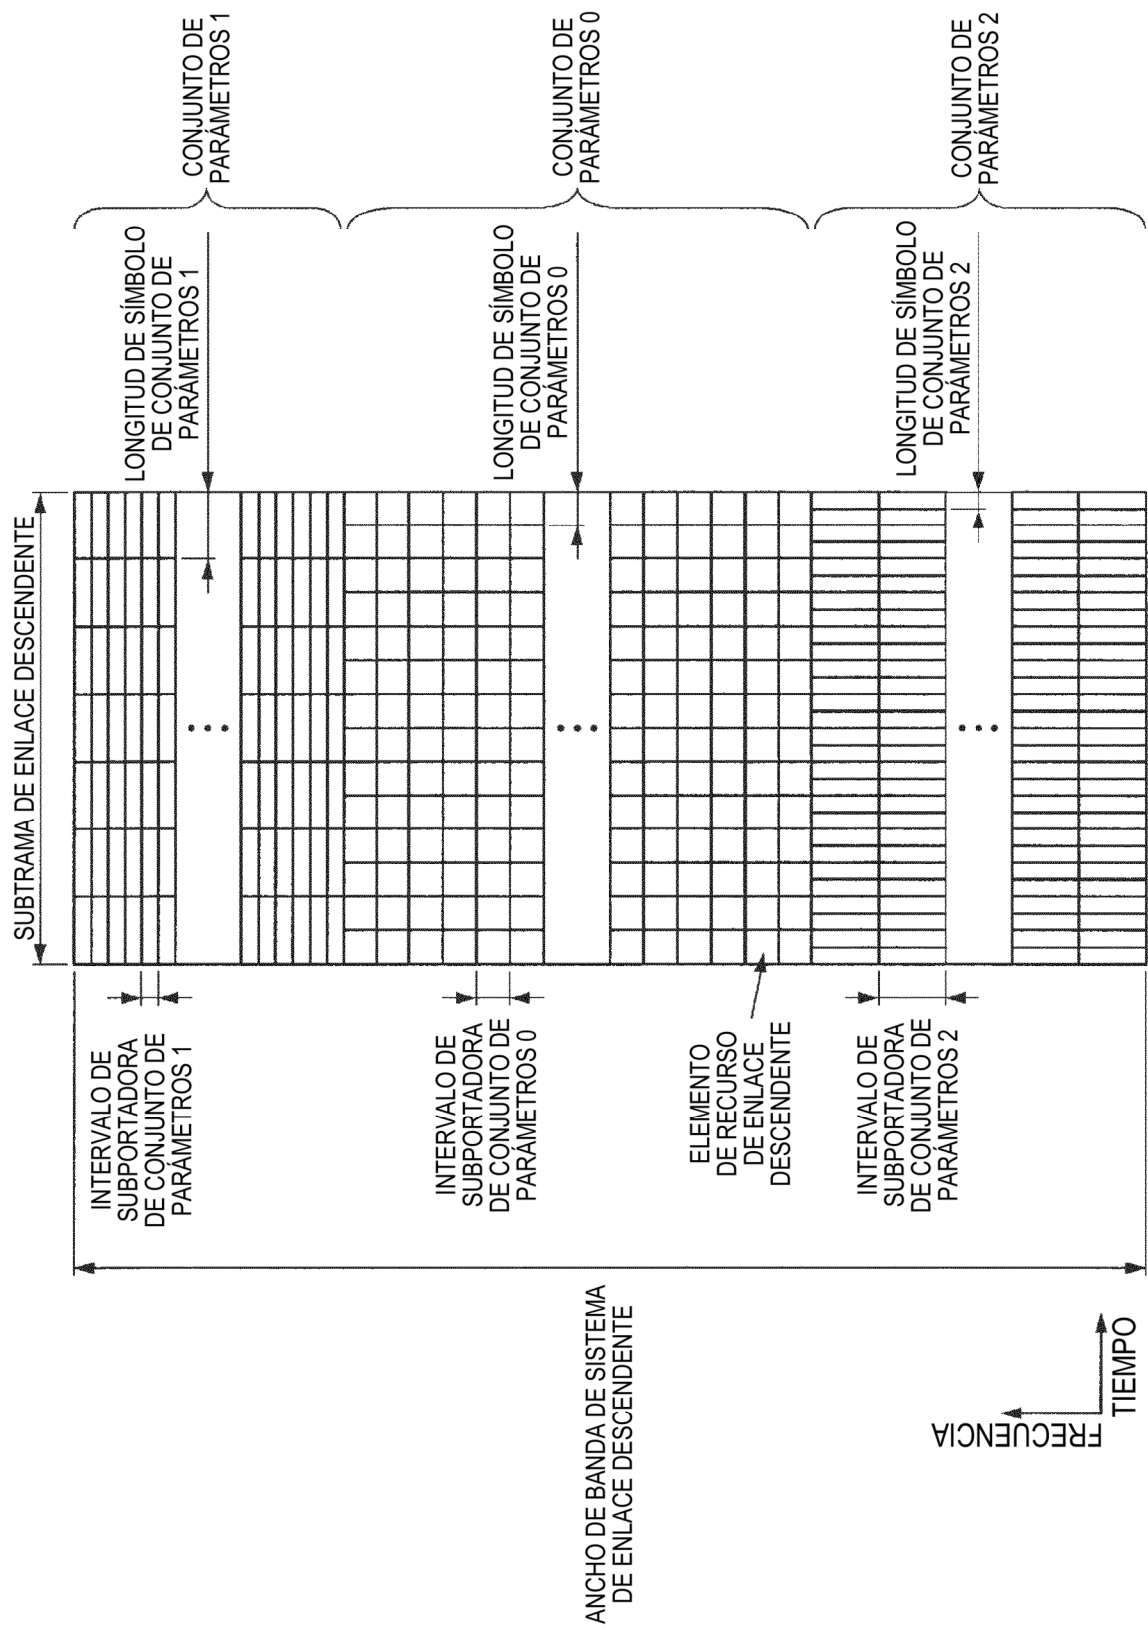 SUBTRAMA DE ENLACE DESCENDENTE
CONJUNTO DE
PARÁMETROS 1
CONJUNTO DE
PARÁMETROS 0
CONJUNTO DE
PARÁMETROS 2
LONGITUD DE SÍMBOLO
DE CONJUNTO DE
PARÁMETROS 1
LONGITUD DE SÍMBOLO
DE CONJUNTO DE
PARÁMETROS 0
LONGITUD DE SÍMBOLO
DE CONJUNTO DE
PARÁMETROS 2
INTERVALO DE
SUBPORTADORA
DE CONJUNTO DE
PARÁMETROS 1
INTERVALO DE
SUBPORTADORA
DE CONJUNTO DE
PARÁMETROS 0
ELEMENTO
DE RECURSO
DE ENLACE
DESCENDENTE
INTERVALO DE
SUBPORTADORA
DE CONJUNTO DE
PARÁMETROS 2
ANCHO DE BANDA DE SISTEMA
DE ENLACE DESCENDENTE
FRECUENCIA
TIEMPO